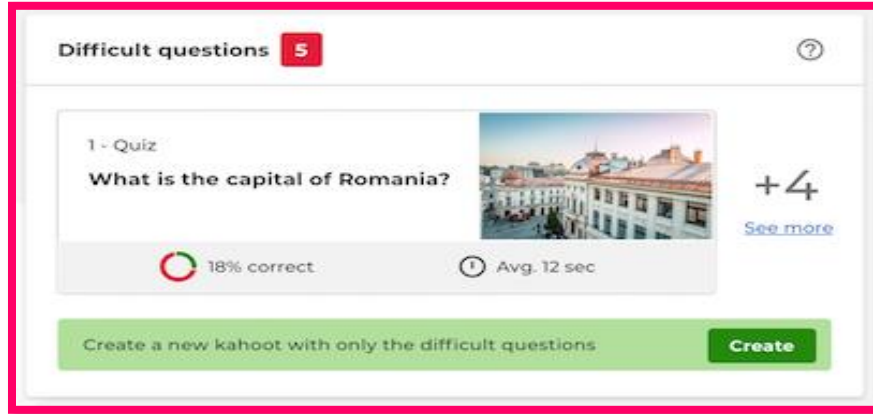 Difficult questions 5
1 - Quiz
What is the capital of Romania?
+4
See more
18% correct
Avg. 12 sec
Create a new kahoot with only the difficult questions
Create